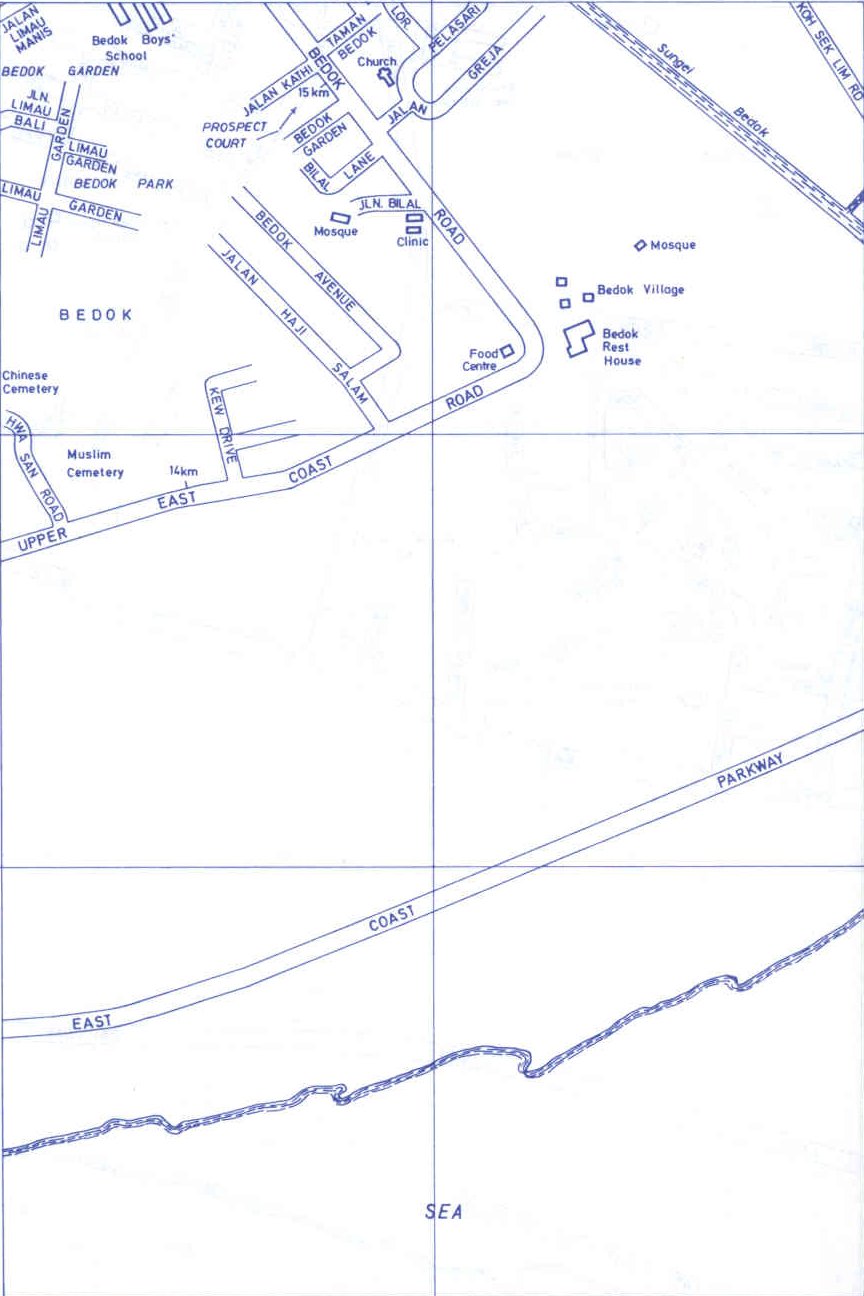 JALAN
LIMAU
MANIS
Bedok Boys'
School
BEDOK GARDEN
JLN.
LIMAU
BALI
GARDEN
LIMAU
GARDEN
BEDOK PARK
LIMAU
GARDEN
LIMAU
LOR.
PELASARI
TAMAN
BEDOK
BEDOK
Church
JALAN KATHI
15km
GREJA
JALAN
PROSPECT
COURT
BEDOK
GARDEN
BILAL LANE
JLN. BILAL
Mosque
Clinic
ROAD
Sungei
Bedok
KOH SEK LIM RD
Mosque
Bedok Village
Bedok
Rest
House
BEDOK
AVENUE
JALAN
HAJI
SALAM
BEDOK
Food
Centre
ROAD
Chinese
Cemetery
KEW DRIVE
HWA SAN ROAD
Muslim
Cemetery
14km
UPPER
EAST
COAST
PARKWAY
COAST
EAST
SEA